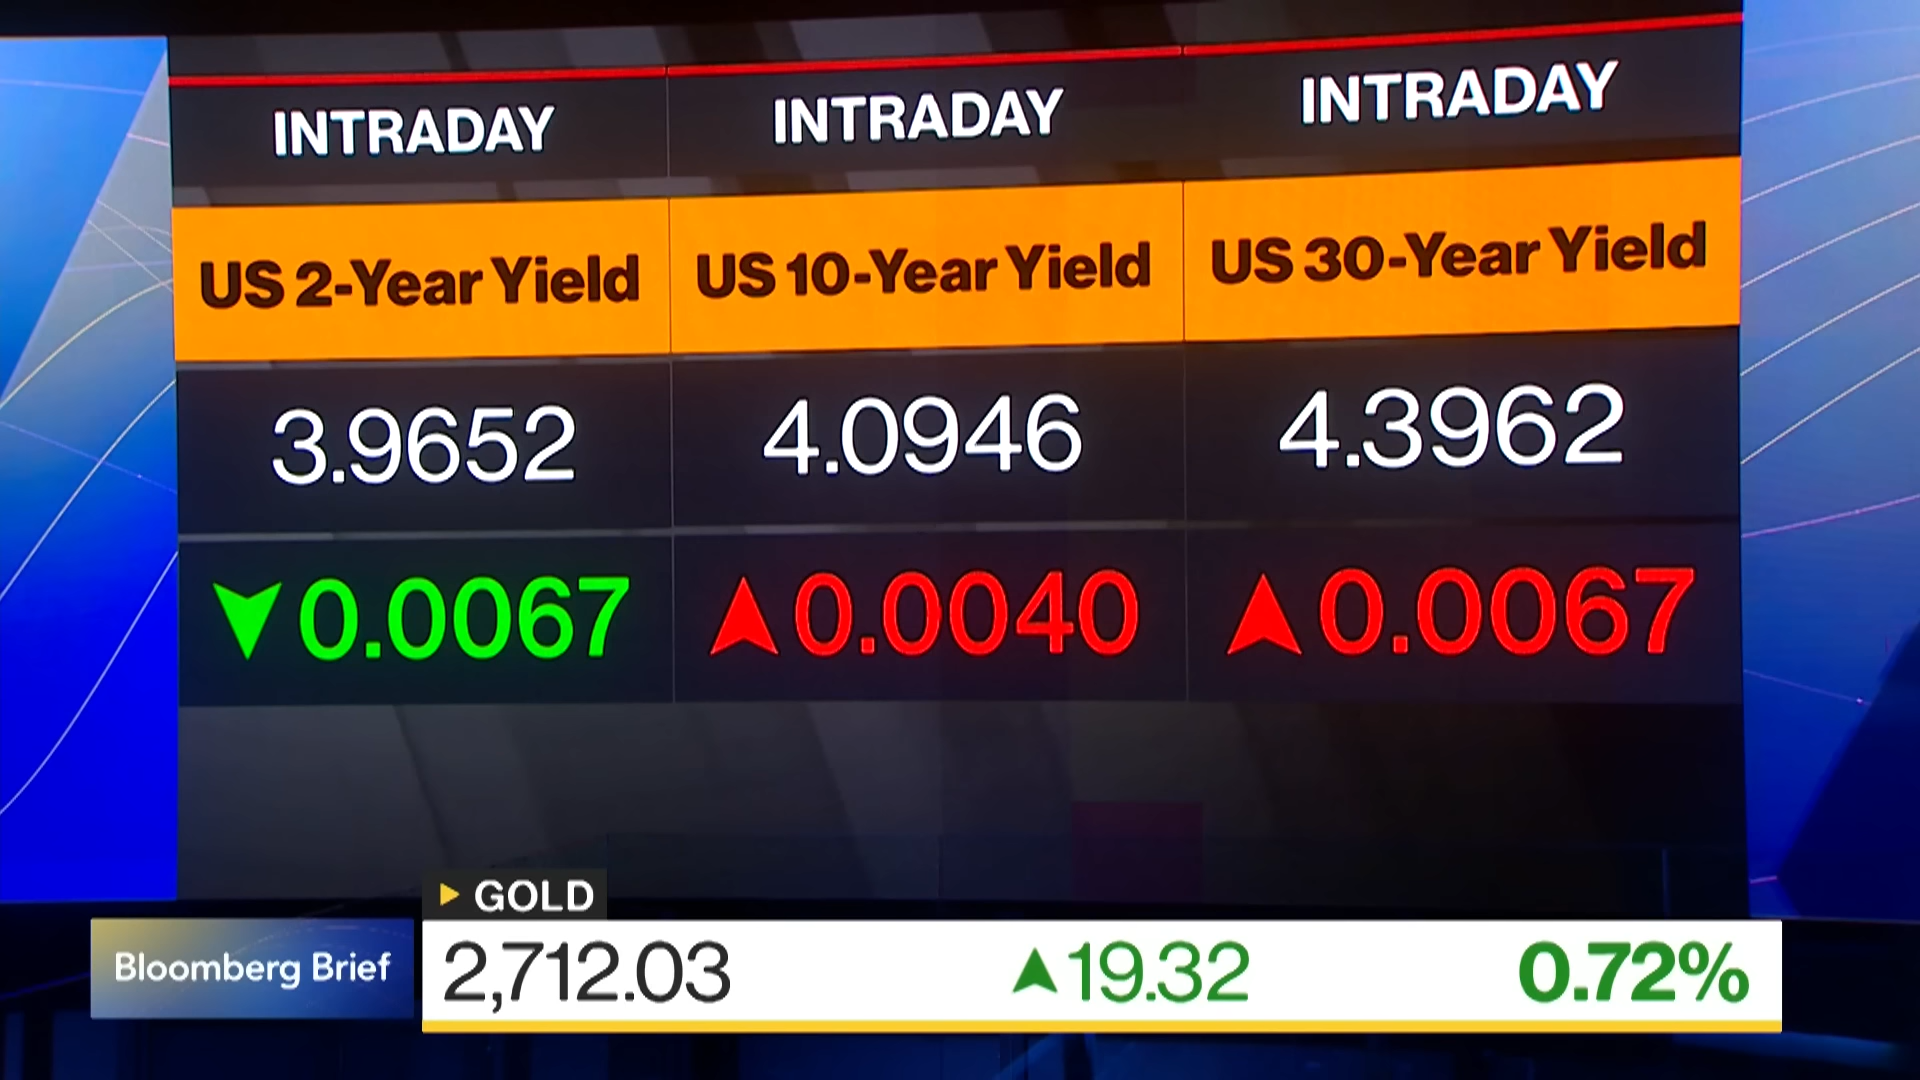 INTRADAY INTRADAY INTRADAY
US 2-Year Yield US 10-Year Yield US 30-Year Yield
3.9652 4.0946 4.3962
▼0.0067 ▲0.0040 ▲0.0067
GOLD
Bloomberg Brief 2,712.03 ▲19.32 0.72%